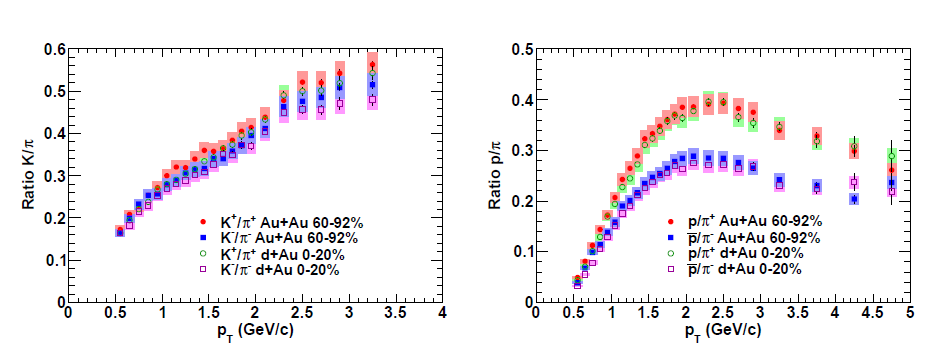 Ratio K/π
0.6
0.5
0.4
0.3
0.2
0.1
0
K⁺/π⁺ Au+Au 60-92%
K⁻/π⁻ Au+Au 60-92%
K⁺/π⁺ d+Au 0-20%
K⁻/π⁻ d+Au 0-20%
0 0.5 1 1.5 2 2.5 3 3.5 4
p_T (GeV/c)
Ratio p/π
0.5
0.4
0.3
0.2
0.1
0
p/π⁺ Au+Au 60-92%
p̅/π⁻ Au+Au 60-92%
p/π⁺ d+Au 0-20%
p̅/π⁻ d+Au 0-20%
0 0.5 1 1.5 2 2.5 3 3.5 4 4.5 5
p_T (GeV/c)